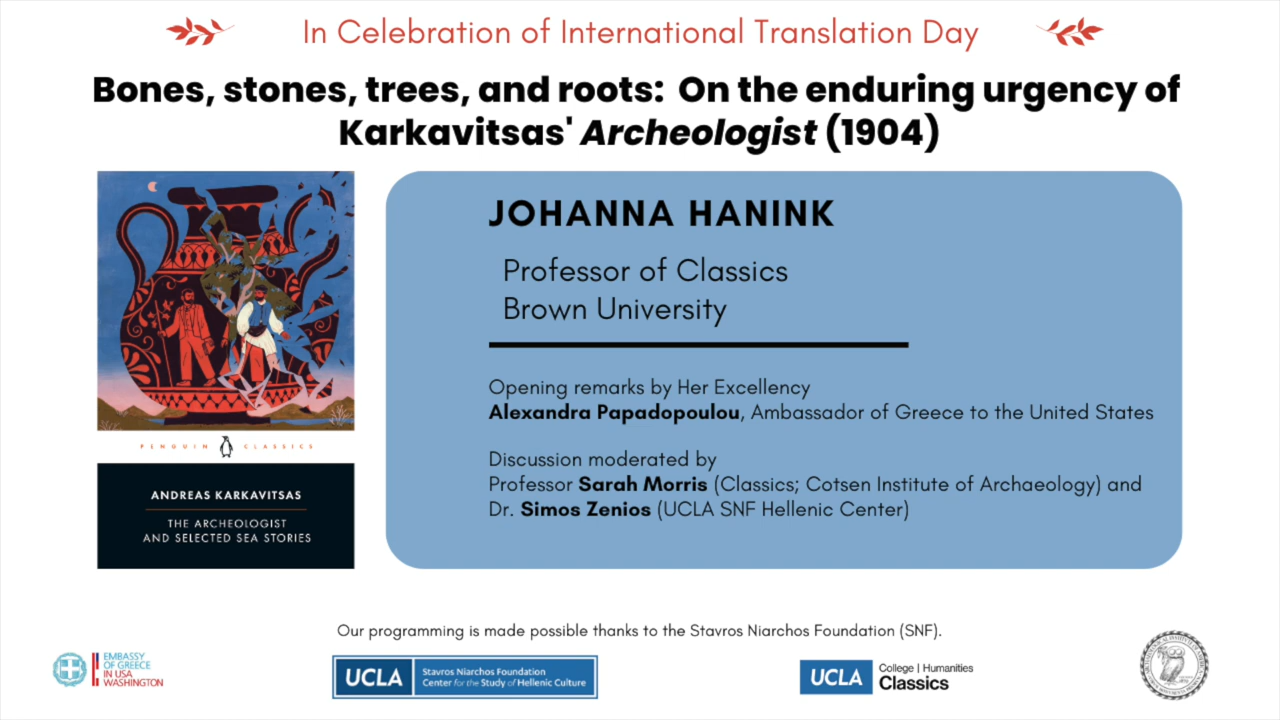 In Celebration of International Translation Day
Bones, stones, trees, and roots: On the enduring urgency of
Karkavitsas' Archeologist (1904)
PENGUIN CLASSICS
ANDREAS KARKAVITSAS
THE ARCHEOLOGIST
AND SELECTED SEA STORIES
JOHANNA HANINK
Professor of Classics
Brown University
Opening remarks by Her Excellency
Alexandra Papadopoulou, Ambassador of Greece to the United States
Discussion moderated by
Professor Sarah Morris (Classics; Cotsen Institute of Archaeology) and
Dr. Simos Zenios (UCLA SNF Hellenic Center)
Our programming is made possible thanks to the Stavros Niarchos Foundation (SNF).
EMBASSY
OF GREECE
IN USA
WASHINGTON
UCLA
Stavros Niarchos Foundation
Center for the Study of Hellenic Culture
UCLA
College | Humanities
Classics